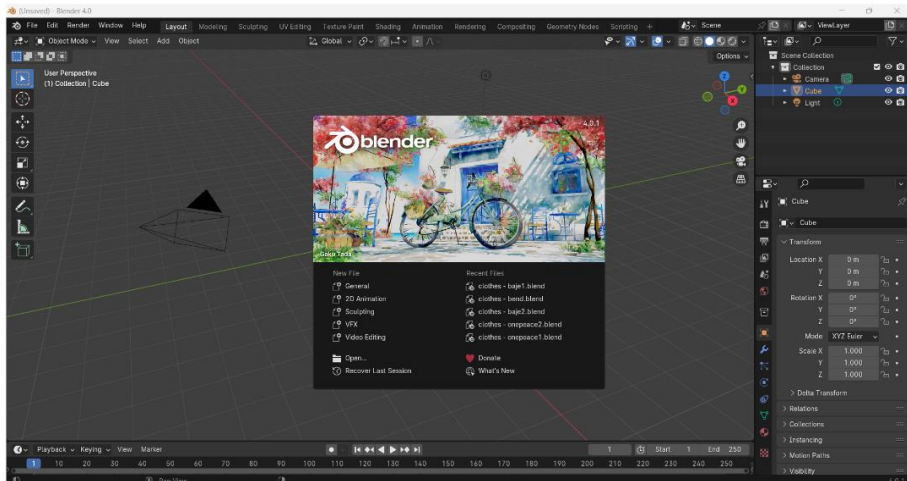 (Unsaved) - Blender 4.0
File Edit Render Window Help Layout Modeling Sculpting UV Editing Texture Paint Shading Animation Rendering Compositing Geometry Nodes Scripting + Scene ViewLayer
Object Mode View Select Add Object Global
Options
User Perspective
(1) Collection | Cube
Scene Collection
Collection
Camera
Cube
Light
blender
4.0.1
Goku Tada
New File
General
2D Animation
Sculpting
VFX
Video Editing
Open...
Recover Last Session
Recent Files
clothes - baje1.blend
clothes - bend.blend
clothes - baje2.blend
clothes - onepeace2.blend
clothes - onepeace1.blend
Donate
What's New
Cube
Cube
Transform
Location X 0 m
Y 0 m
Z 0 m
Rotation X 0°
Y 0°
Z 0°
Mode XYZ Euler
Scale X 1.000
Y 1.000
Z 1.000
Delta Transform
Relations
Collections
Instancing
Motion Paths
Visibility
Playback Keying View Marker 1 Start 1 End 250
1 10 20 30 40 50 60 70 80 90 100 110 120 130 140 150 160 170 180 190 200 210 220 230 240 250
Pan View
4.0.1